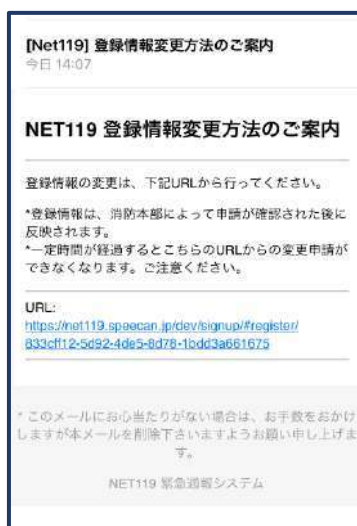 [Net119] 登録情報変更方法のご案内
今日 14:07
NET119 登録情報変更方法のご案内
登録情報の変更は、下記URLから行ってください。
*登録情報は、消防本部によって申請が確認された後に
反映されます。
*一定時間が経過するとこちらのURLからの変更申請が
できなくなります。ご注意ください。
URL:
https://net119.speecan.jp/dev/signup/#register/
833cff12-5d92-4de5-8d78-1bdd3a661675
* このメールにお心当たりがない場合は、お手数をおかけ
しますが本メールを削除下さいますようお願い申し上げま
す。
NET119 緊急通報システム